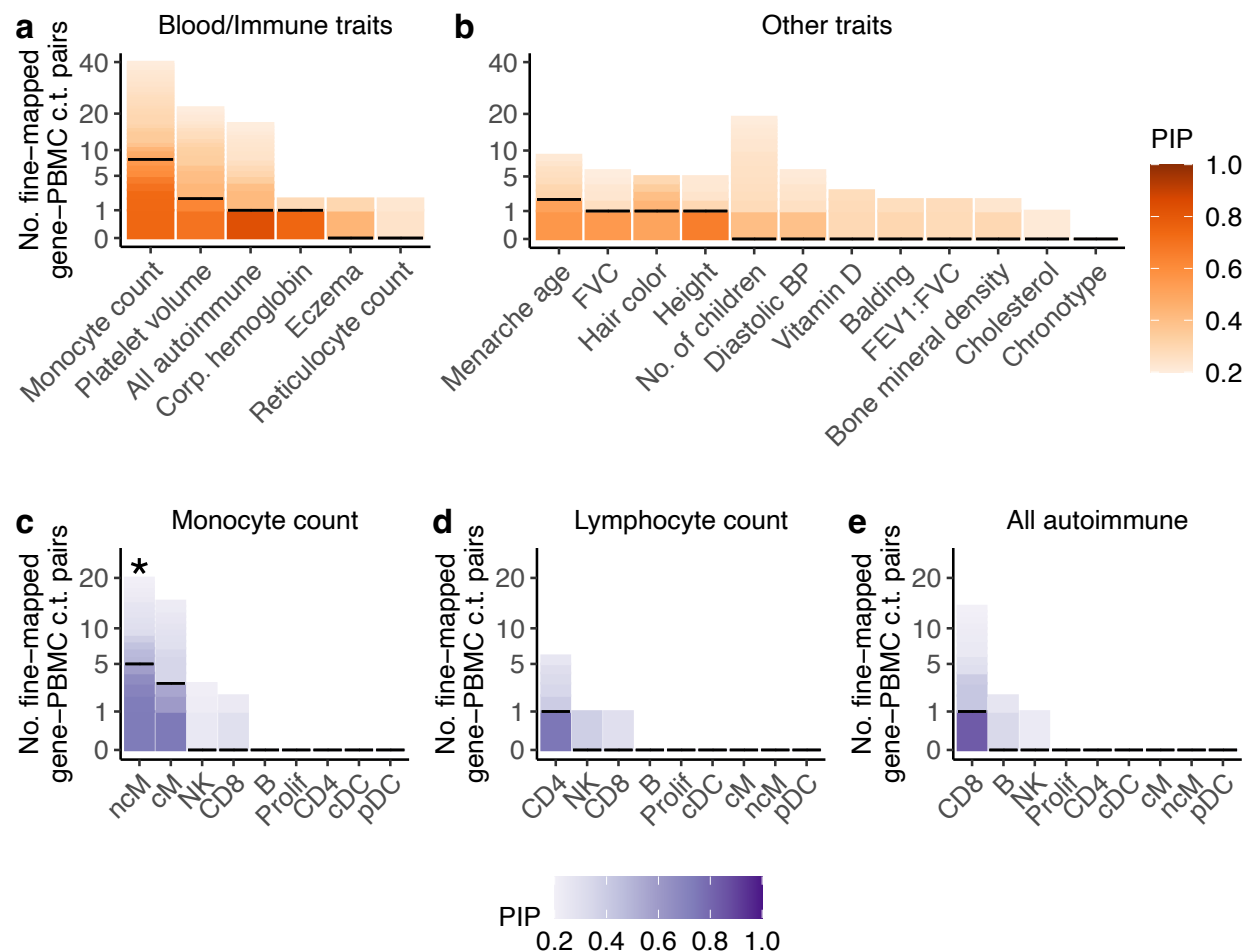 a Blood/Immune traits
No. fine−mapped
gene−PBMC c.t. pairs
40
20
10
5
1
0
Monocyte count
Platelet volume
All autoimmune
Corp. hemoglobin
Eczema
Reticulocyte count
b Other traits
40
20
10
5
1
0
Menarche age
FVC
Hair color
Height
No. of children
Diastolic BP
Vitamin D
Balding
FEV1:FVC
Bone mineral density
Cholesterol
Chronotype
PIP
1.0
0.8
0.6
0.4
0.2
c Monocyte count
No. fine−mapped
gene−PBMC c.t. pairs
20
10
5
1
0
*
ncM
cM
NK
CD8
B
Prolif
CD4
cDC
pDC
d Lymphocyte count
No. fine−mapped
gene−PBMC c.t. pairs
20
10
5
1
0
CD4
NK
CD8
B
Prolif
cDC
cM
ncM
pDC
e All autoimmune
No. fine−mapped
gene−PBMC c.t. pairs
20
10
5
1
0
CD8
B
NK
Prolif
CD4
cDC
cM
ncM
pDC
PIP
0.2 0.4 0.6 0.8 1.0